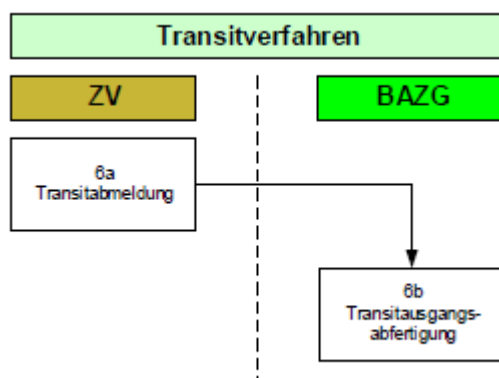 Transitverfahren
ZV
BAZG
6a
Transitabmeldung
6b
Transitausgangs-
abfertigung